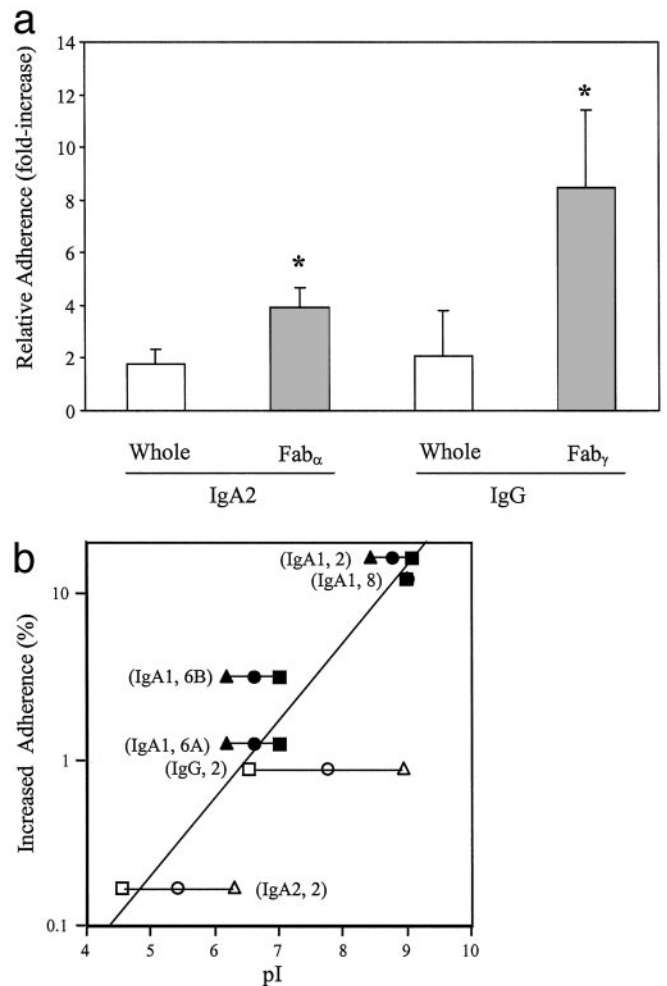 a
Relative Adherence (fold-increase)
14
12
10
8
6
4
2
0
*
*
Whole Fabα Whole Fabγ
IgA2 IgG
b
Increased Adherence (%)
10
1
0.1
(IgA1, 2)
(IgA1, 8)
(IgA1, 6B)
(IgA1, 6A)
(IgG, 2)
(IgA2, 2)
4 5 6 7 8 9 10
pI